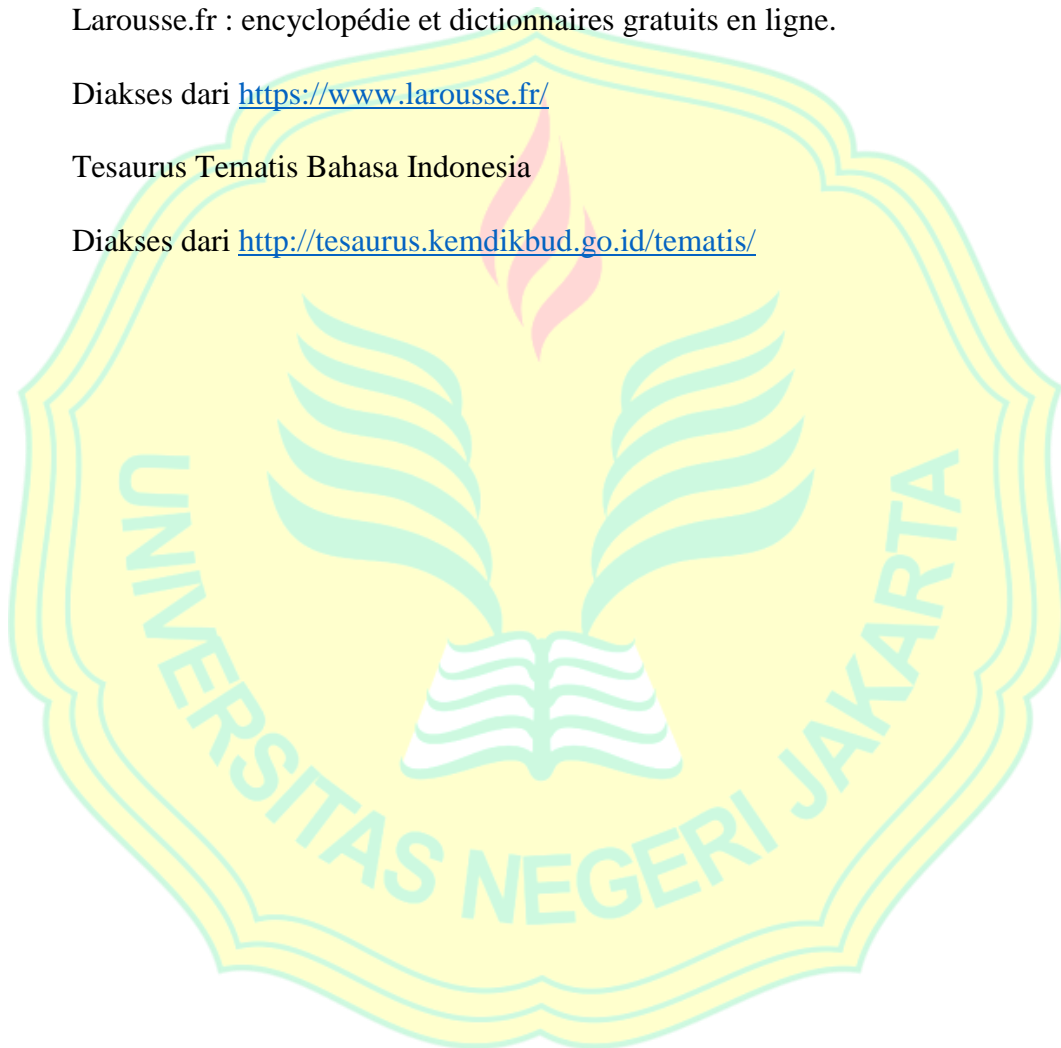 Larousse.fr : encyclopédie et dictionnaires gratuits en ligne.
Diakses dari https://www.larousse.fr/
Tesaurus Tematis Bahasa Indonesia
Diakses dari http://tesaurus.kemdikbud.go.id/tematis/
UNIVERSITAS NEGERI JAKARTA